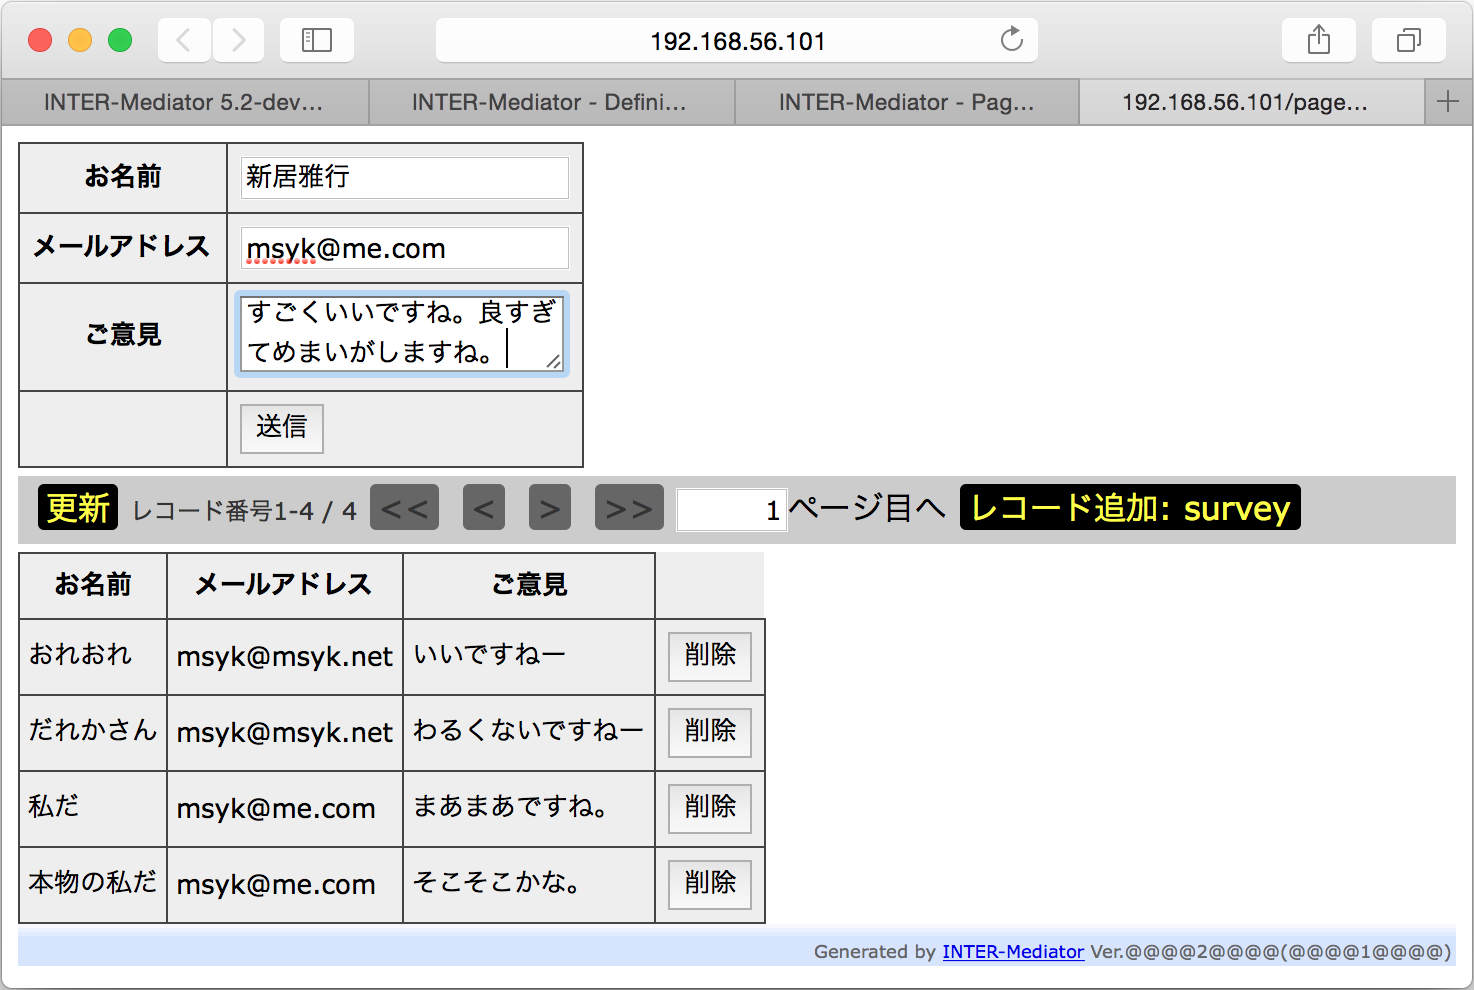 192.168.56.101
INTER-Mediator 5.2-dev… INTER-Mediator - Defini… INTER-Mediator - Pag… 192.168.56.101/page…
お名前 新居雅行
メールアドレス msyk@me.com
ご意見 すごくいいですね。良すぎ
てめまいがしますね。
送信
更新 レコード番号1-4 / 4 << < > >> 1 ページ目へ レコード追加: survey
お名前 メールアドレス ご意見
おれおれ msyk@msyk.net いいですねー 削除
だれかさん msyk@msyk.net わるくないですねー 削除
私だ msyk@me.com まあまあですね。 削除
本物の私だ msyk@me.com そこそこかな。 削除
Generated by INTER-Mediator Ver.@@@@2@@@@(@@@@1@@@@)